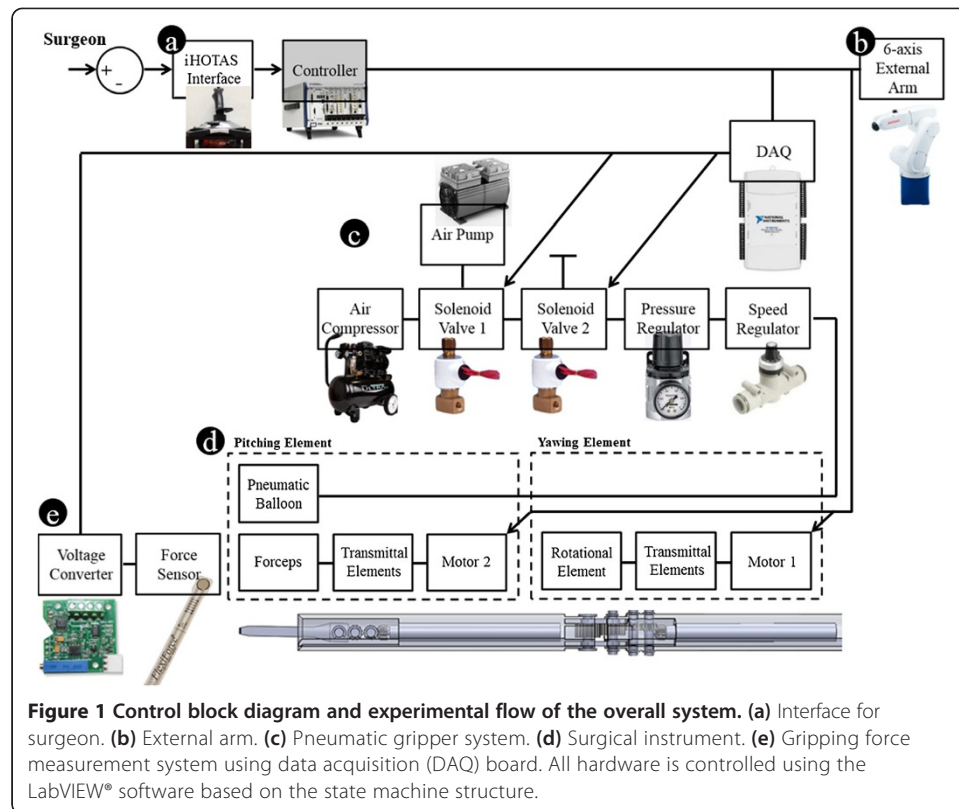 Surgeon
a
iHOTAS
Interface
Controller
b
6-axis
External
Arm
DAQ
NATIONAL
INSTRUMENTS
c
Air Pump
Air
Compressor
Solenoid
Valve 1
Solenoid
Valve 2
Pressure
Regulator
Speed
Regulator
d
Pitching Element
Yawing Element
Pneumatic
Balloon
Forceps
Transmittal
Elements
Motor 2
Rotational
Element
Transmittal
Elements
Motor 1
e
Voltage
Converter
Force
Sensor
FlexiForce
Figure 1 Control block diagram and experimental flow of the overall system. (a) Interface for
surgeon. (b) External arm. (c) Pneumatic gripper system. (d) Surgical instrument. (e) Gripping force
measurement system using data acquisition (DAQ) board. All hardware is controlled using the
LabVIEW® software based on the state machine structure.